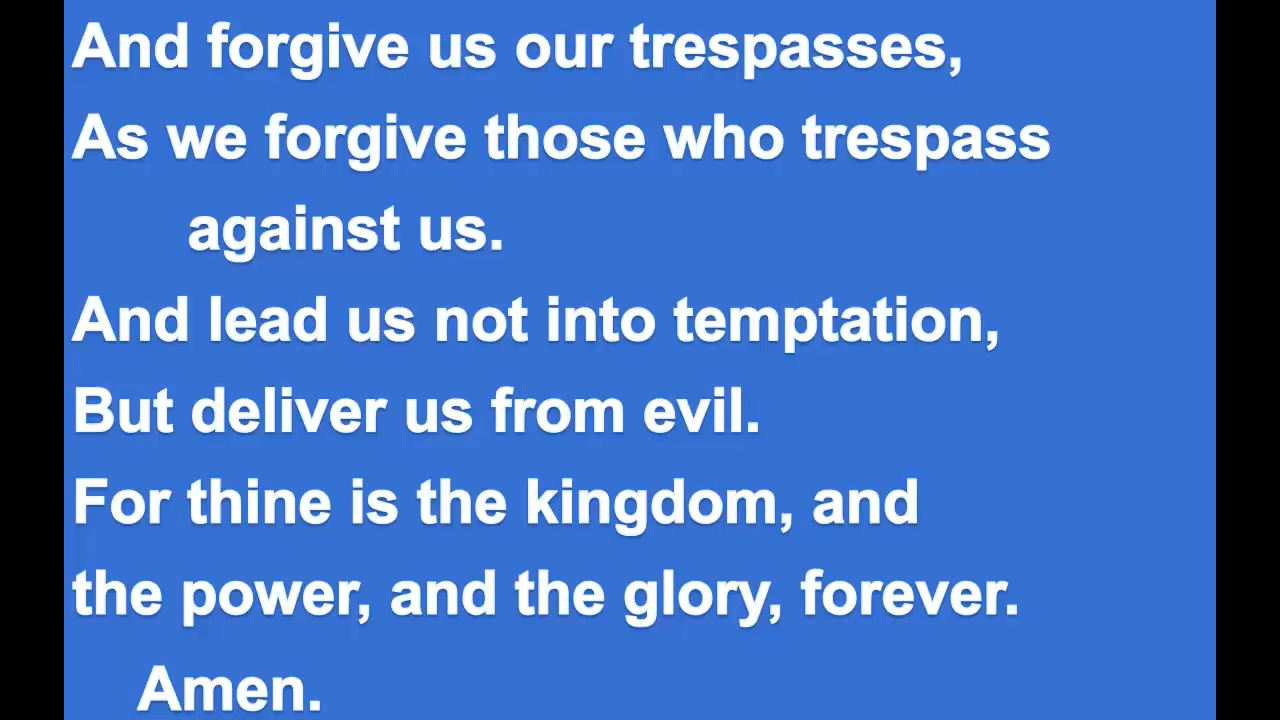 And forgive us our trespasses,
As we forgive those who trespass
against us.
And lead us not into temptation,
But deliver us from evil.
For thine is the kingdom, and
the power, and the glory, forever.
Amen.